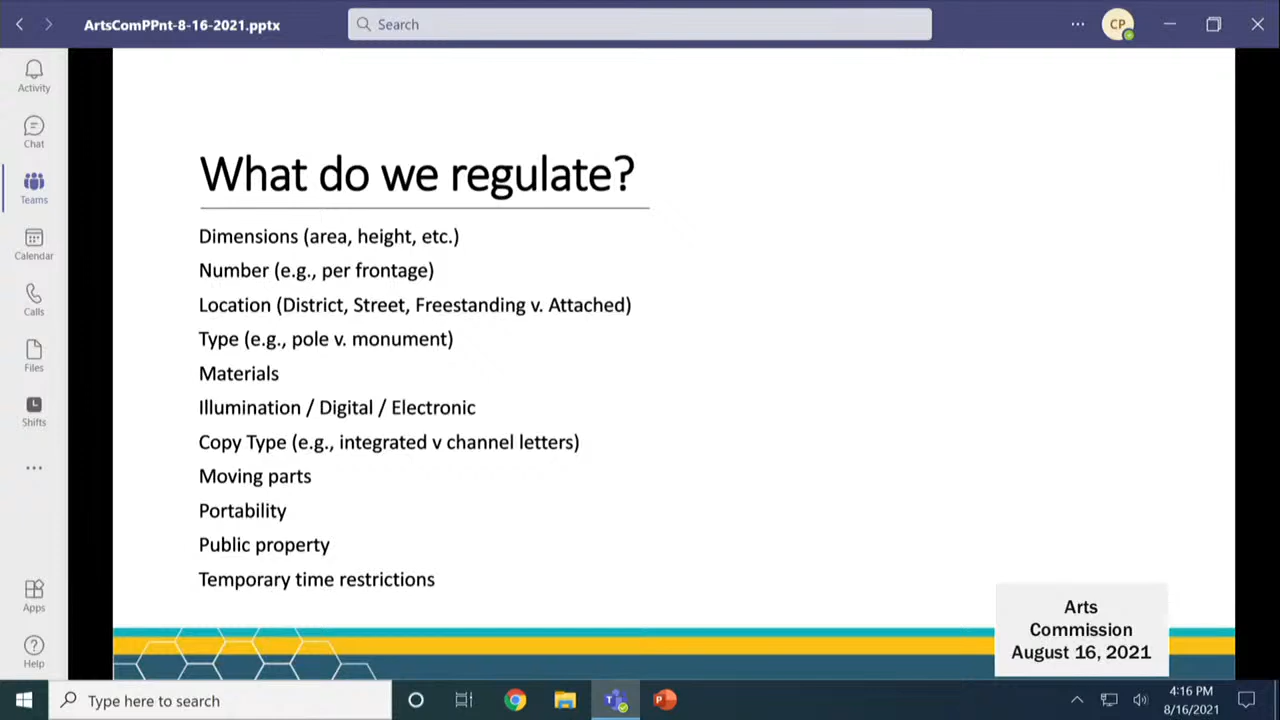 ArtsComPPnt-8-16-2021.pptx
Search
CP
Activity
Chat
Teams
Calendar
Calls
Files
Shifts
Apps
Help
What do we regulate?
Dimensions (area, height, etc.)
Number (e.g., per frontage)
Location (District, Street, Freestanding v. Attached)
Type (e.g., pole v. monument)
Materials
Illumination / Digital / Electronic
Copy Type (e.g., integrated v channel letters)
Moving parts
Portability
Public property
Temporary time restrictions
Arts
Commission
August 16, 2021
Type here to search
4:16 PM
8/16/2021